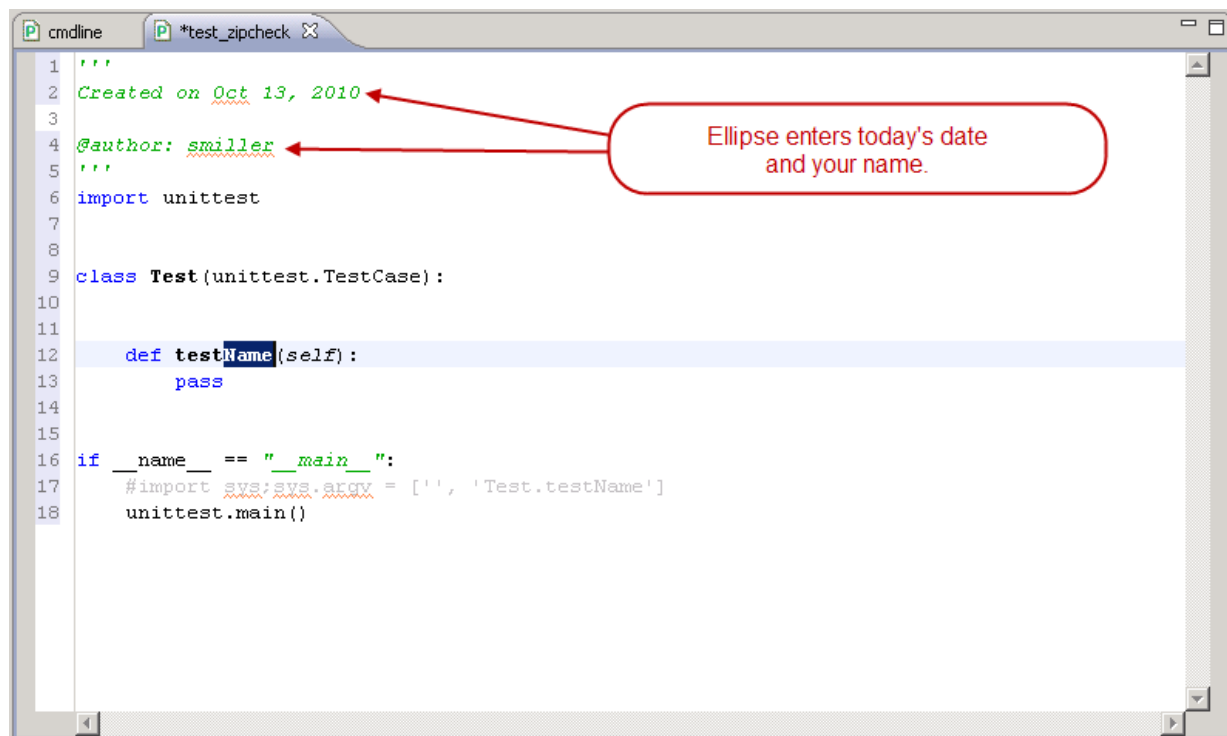 cmdline *test_zipcheck
1 '''
2 Created on Oct 13, 2010
3
4 @author: smiller
5 '''
6 import unittest
7
8
9 class Test(unittest.TestCase):
10
11
12     def testName(self):
13         pass
14
15
16 if __name__ == "__main__":
17     #import sys;sys.argv = ['', 'Test.testName']
18     unittest.main()
Ellipse enters today's date
and your name.